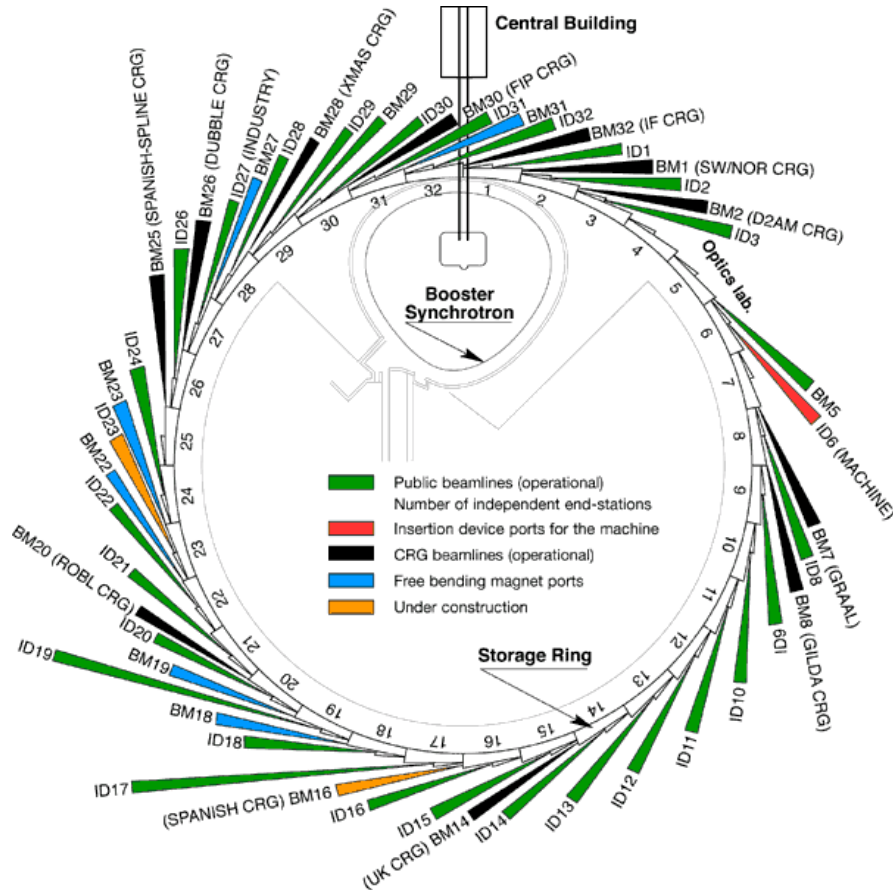 Central Building
BM30 (FIP CRG)
ID31
BM31
ID32
BM32 (IF CRG)
ID1
BM1 (SW/NOR CRG)
ID2
BM2 (D2AM CRG)
ID3
Optics lab.
BM5
ID6 (MACHINE)
BM7 (GRAAL)
ID8
BM8 (GILDA CRG)
ID9
ID10
ID11
ID12
ID13
ID14
(UK CRG) BM14
ID15
ID16
(SPANISH CRG) BM16
ID17
ID18
BM18
BM19
ID19
ID20
BM20 (ROBL CRG)
ID21
ID22
BM22
ID23
BM23
ID24
BM25 (SPANISH-SPLINE CRG)
ID26
BM26 (DUBBLE CRG)
ID27 (INDUSTRY)
BM27
ID28
BM28 (XMAS CRG)
ID29
BM29
ID30
1
2
3
4
5
6
7
8
9
10
11
12
13
14
15
16
17
18
19
20
21
22
23
24
25
26
27
28
29
30
31
32
Booster
Synchrotron
Public beamlines (operational)
Number of independent end-stations
Insertion device ports for the machine
CRG beamlines (operational)
Free bending magnet ports
Under construction
Storage Ring